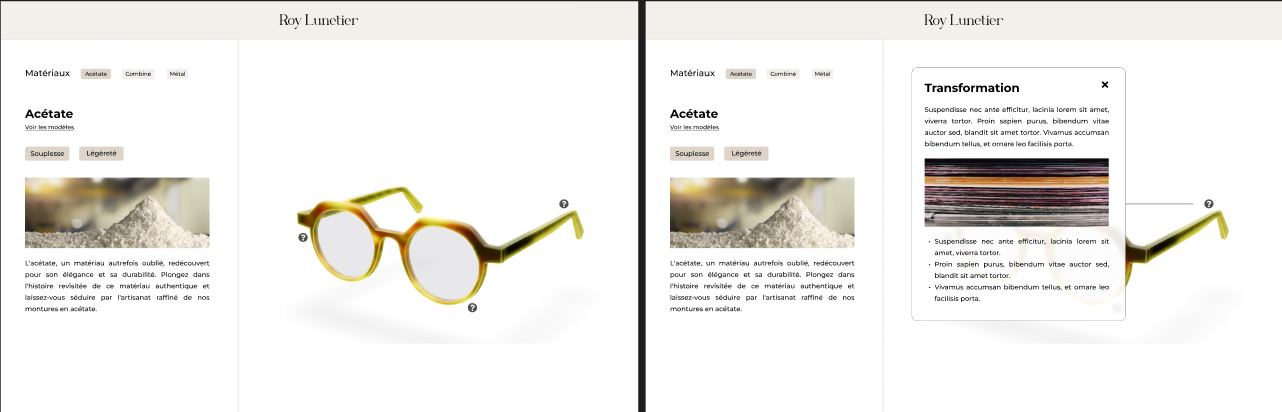 Roy Lunetier
Matériaux Acétate Combiné Métal
Acétate
Voir les modèles
Souplesse Légèreté
?
?
?
L'acétate, un matériau autrefois oublié, redécouvert
pour son élégance et sa durabilité. Plongez dans
l'histoire revisitée de ce matériau authentique et
laissez-vous séduire par l'artisanat raffiné de nos
montures en acétate.
Roy Lunetier
Matériaux Acétate Combiné Métal
Acétate
Voir les modèles
Souplesse Légèreté
L'acétate, un matériau autrefois oublié, redécouvert
pour son élégance et sa durabilité. Plongez dans
l'histoire revisitée de ce matériau authentique et
laissez-vous séduire par l'artisanat raffiné de nos
montures en acétate.
Transformation
Suspendisse nec ante efficitur, lacinia lorem sit amet,
viverra tortor. Proin sapien purus, bibendum vitae
auctor sed, blandit sit amet tortor. Vivamus accumsan
bibendum tellus, et ornare leo facilisis porta.
?
• Suspendisse nec ante efficitur, lacinia lorem sit
amet, viverra tortor.
• Proin sapien purus, bibendum vitae auctor sed,
blandit sit amet tortor.
• Vivamus accumsan bibendum tellus, et ornare leo
facilisis porta.